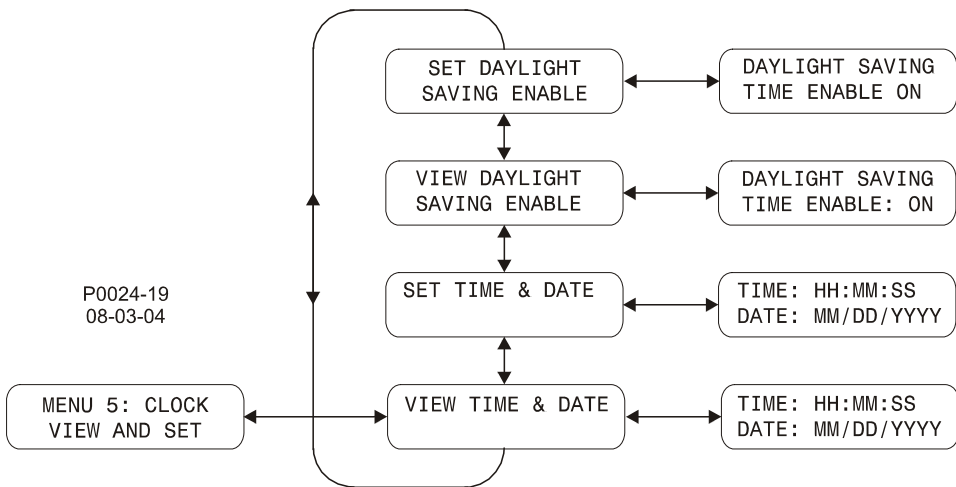 SET DAYLIGHT
SAVING ENABLE
DAYLIGHT SAVING
TIME ENABLE ON
VIEW DAYLIGHT
SAVING ENABLE
DAYLIGHT SAVING
TIME ENABLE: ON
P0024-19
08-03-04
SET TIME & DATE
TIME: HH:MM:SS
DATE: MM/DD/YYYY
MENU 5: CLOCK
VIEW AND SET
VIEW TIME & DATE
TIME: HH:MM:SS
DATE: MM/DD/YYYY